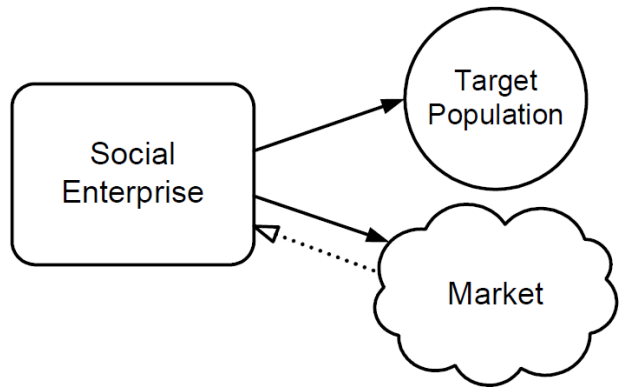 Social
Enterprise
Target
Population
Market